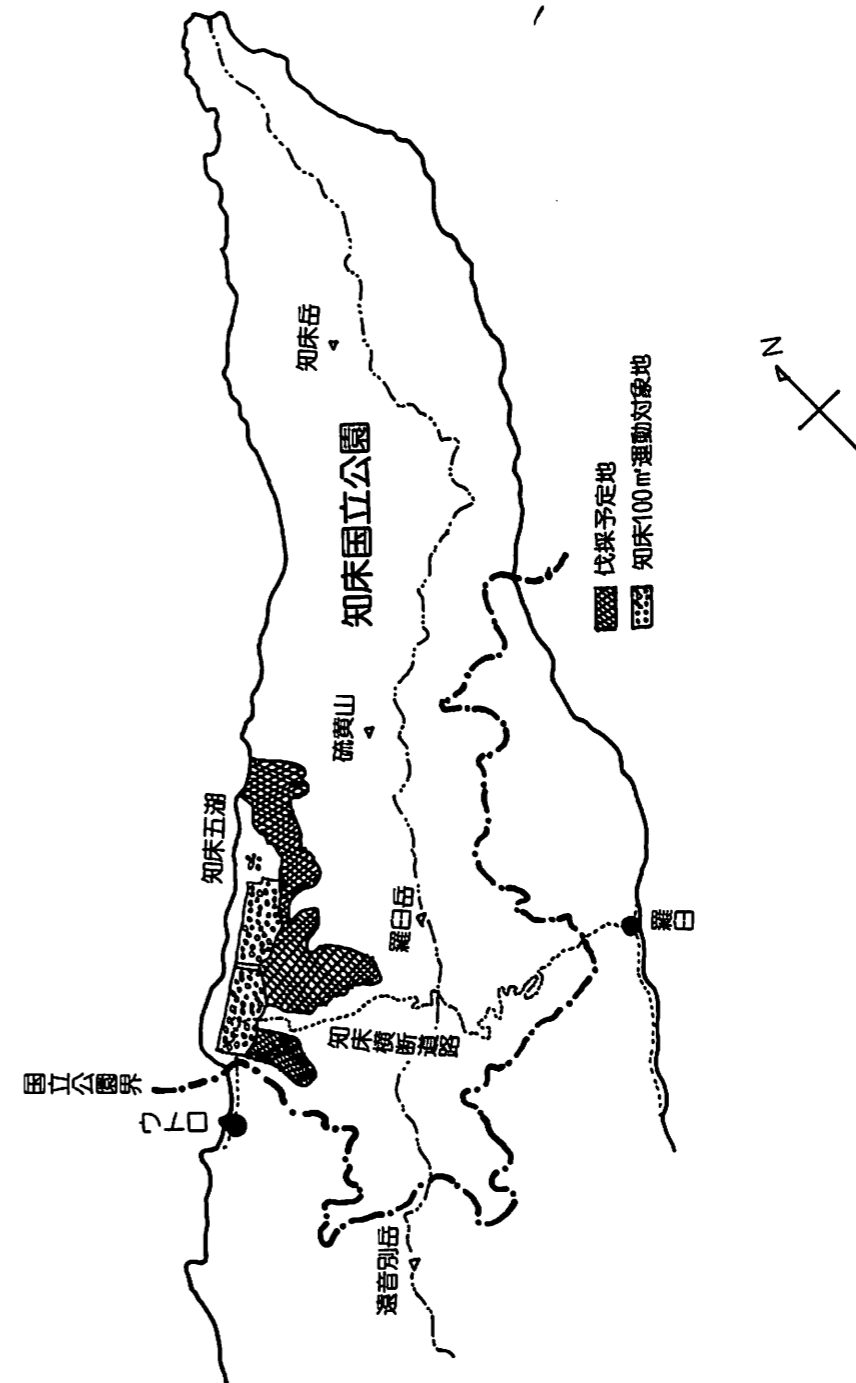 知床岳
知床国立公園
硫黄山
知床五湖
羅臼岳
知床横断道路
国立公園界
ウトロ
遠音別岳
羅臼
N
伐採予定地
知床100㎡運動対象地